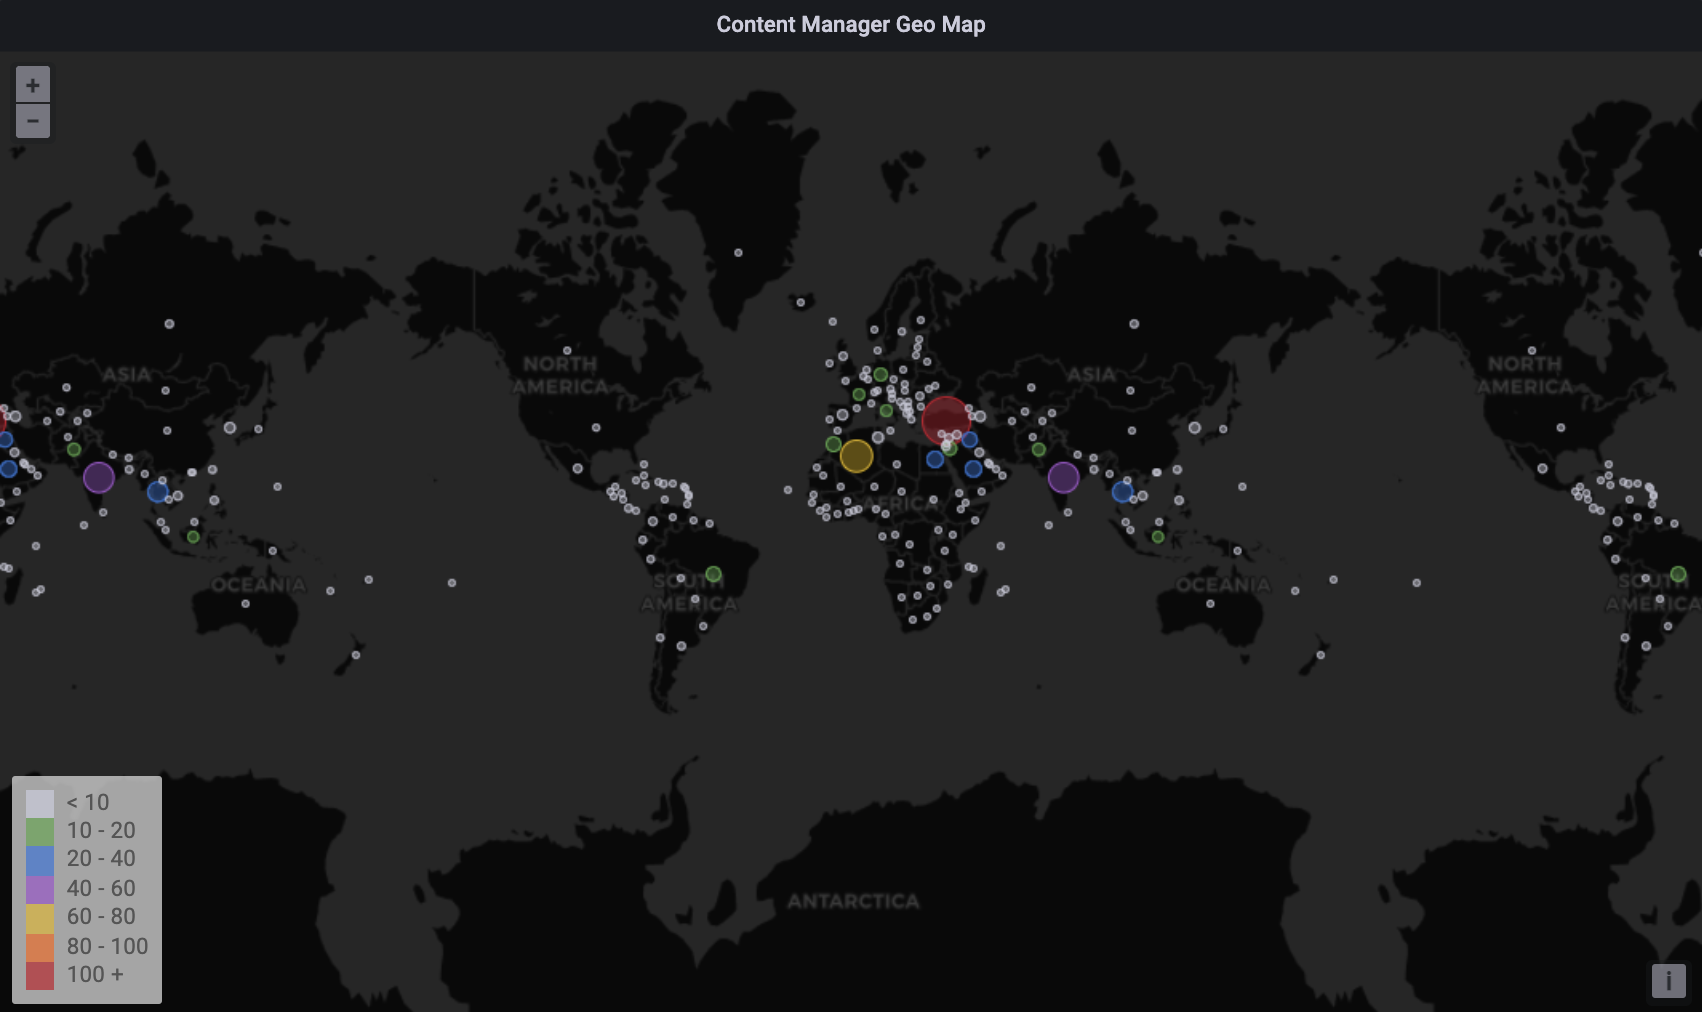 Content Manager Geo Map
+
−
ASIA
NORTH
AMERICA
ASIA
NORTH
AMERICA
AFRICA
OCEANIA
SOUTH
AMERICA
OCEANIA
SOUTH
AMERICA
ANTARCTICA
< 10
10 - 20
20 - 40
40 - 60
60 - 80
80 - 100
100 +
i